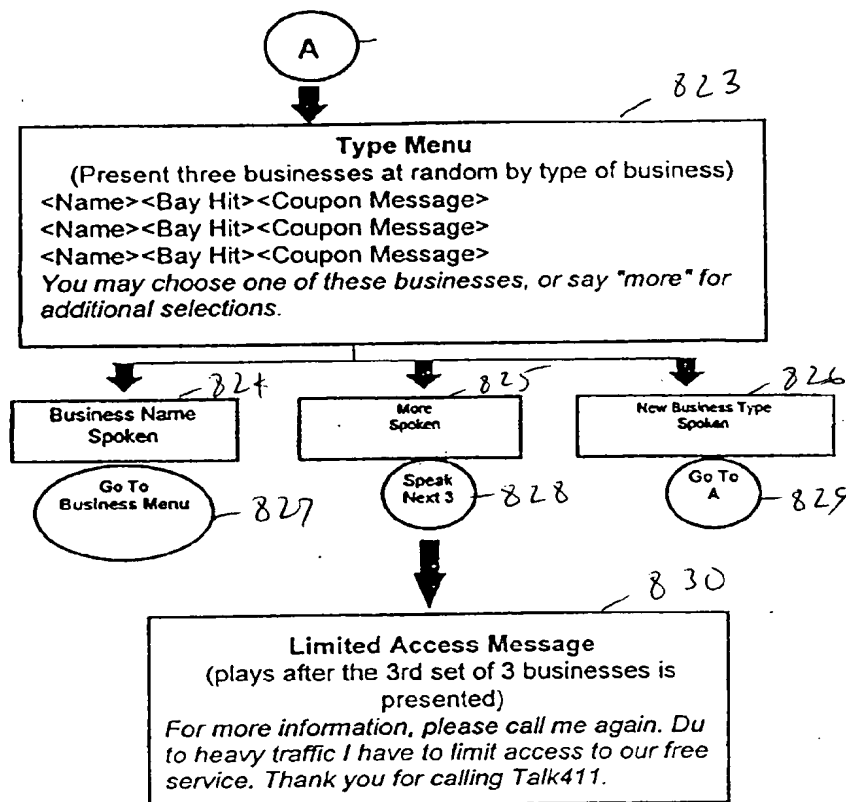 A
823
Type Menu
(Present three businesses at random by type of business)
<Name><Bay Hit><Coupon Message>
<Name><Bay Hit><Coupon Message>
<Name><Bay Hit><Coupon Message>
You may choose one of these businesses, or say "more" for
additional selections.
824
825
826
Business Name
Spoken
More
Spoken
New Business Type
Spoken
Go To
Business Menu
827
Speak
Next 3
828
Go To
A
829
830
Limited Access Message
(plays after the 3rd set of 3 businesses is
presented)
For more information, please call me again. Du
to heavy traffic I have to limit access to our free
service. Thank you for calling Talk411.